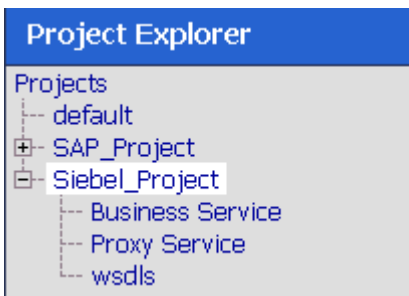 Project Explorer
Projects
default
SAP_Project
Siebel_Project
Business Service
Proxy Service
wsdls